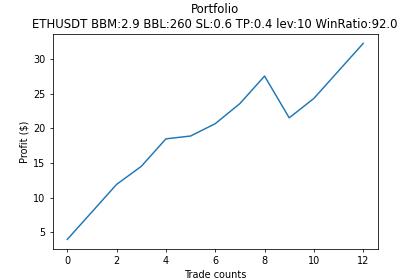 Portfolio
ETHUSDT BBM:2.9 BBL:260 SL:0.6 TP:0.4 lev:10 WinRatio:92.0
Profit ($)
30
25
20
15
10
5
0 2 4 6 8 10 12
Trade counts